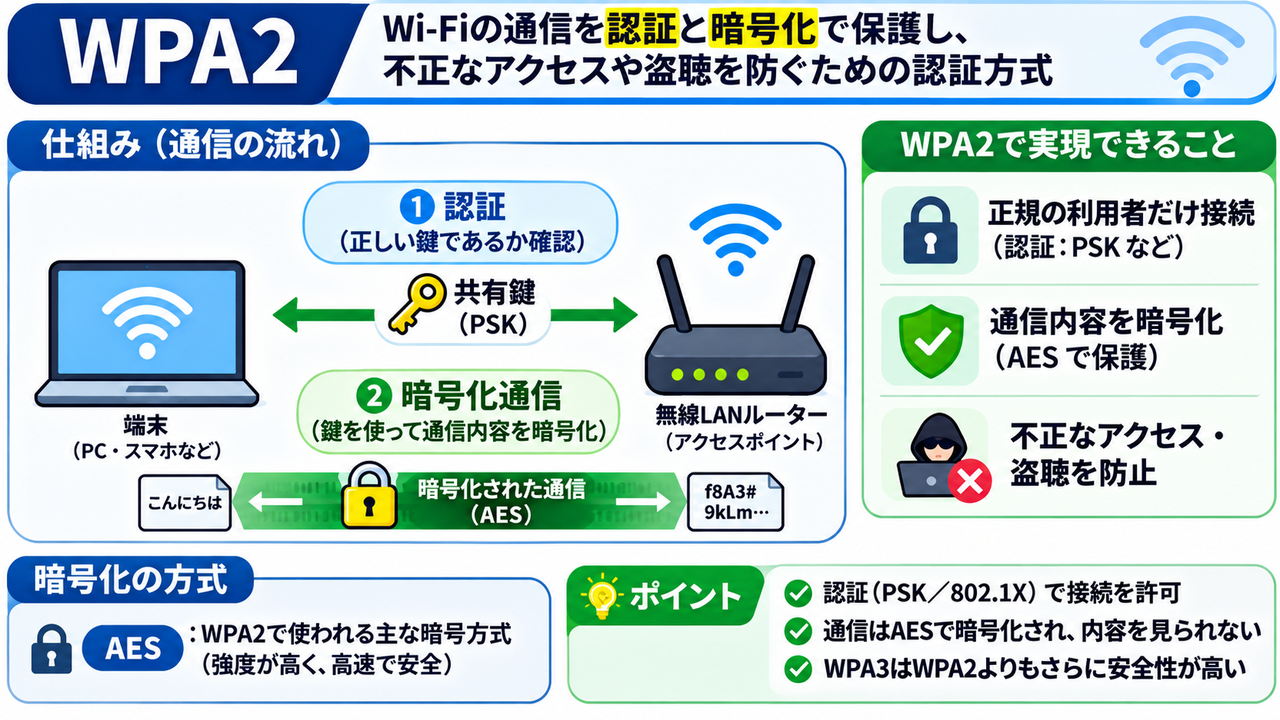 WPA2
Wi-Fiの通信を認証と暗号化で保護し、
不正なアクセスや盗聴を防ぐための認証方式
仕組み（通信の流れ）
1 認証
（正しい鍵であるか確認）
共有鍵
（PSK）
端末
（PC・スマホなど）
無線LANルーター
（アクセスポイント）
2 暗号化通信
（鍵を使って通信内容を暗号化）
こんにちは
暗号化された通信
（AES）
f8A3#
9kLm…
WPA2で実現できること
正規の利用者だけ接続
（認証：PSK など）
通信内容を暗号化
（AES で保護）
不正なアクセス・
盗聴を防止
暗号化の方式
AES
：WPA2で使われる主な暗号方式
（強度が高く、高速で安全）
ポイント
認証（PSK／802.1X）で接続を許可
通信はAESで暗号化され、内容を見られない
WPA3はWPA2よりもさらに安全性が高い